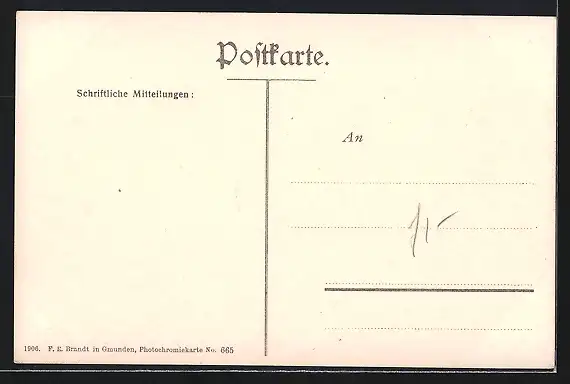 Postkarte.
Schriftliche Mitteilungen:
An
1906. F. E. Brandt in Gmunden, Photochromiekarte No. 665